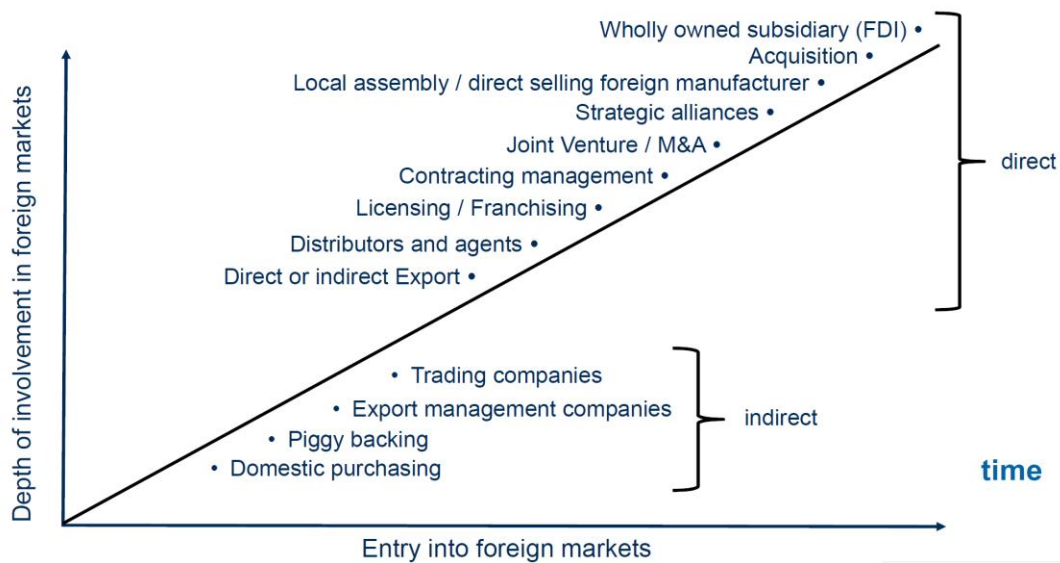 Wholly owned subsidiary (FDI) •
Acquisition •
Local assembly / direct selling foreign manufacturer •
Strategic alliances •
Joint Venture / M&A •
direct
Contracting management •
Licensing / Franchising •
Distributors and agents •
Direct or indirect Export •
• Trading companies
• Export management companies
indirect
• Piggy backing
• Domestic purchasing
time
Depth of involvement in foreign markets
Entry into foreign markets